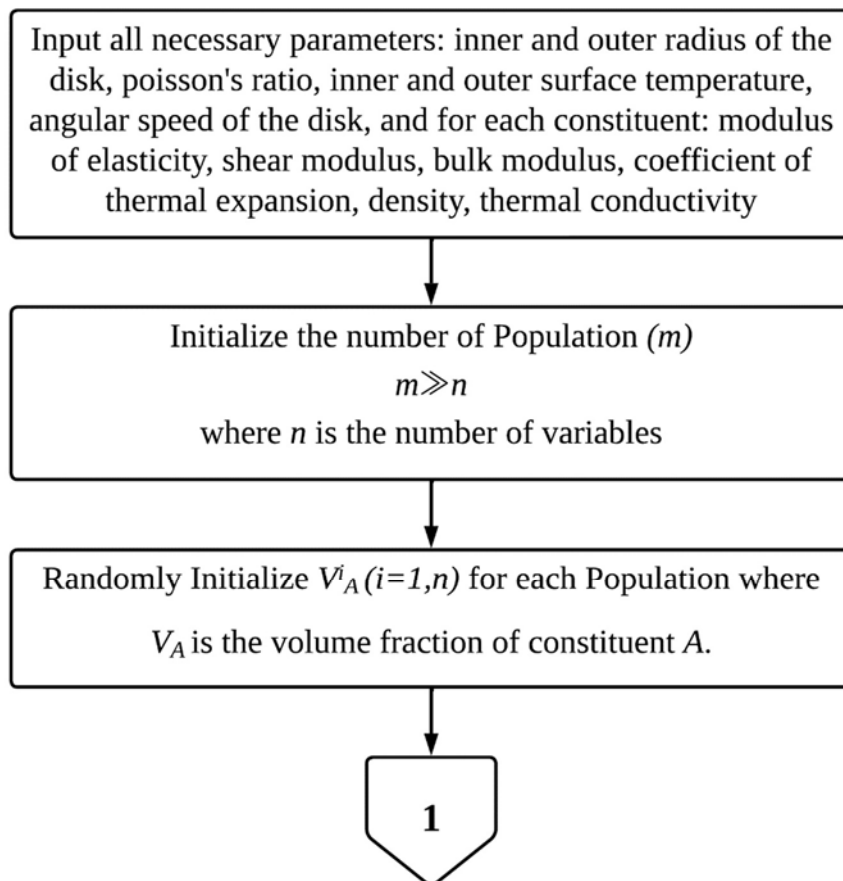 Input all necessary parameters: inner and outer radius of the
disk, poisson's ratio, inner and outer surface temperature,
angular speed of the disk, and for each constituent: modulus
of elasticity, shear modulus, bulk modulus, coefficient of
thermal expansion, density, thermal conductivity
Initialize the number of Population (m)
m≫n
where n is the number of variables
Randomly Initialize Vⁱ_A (i=1,n) for each Population where
V_A is the volume fraction of constituent A.
1